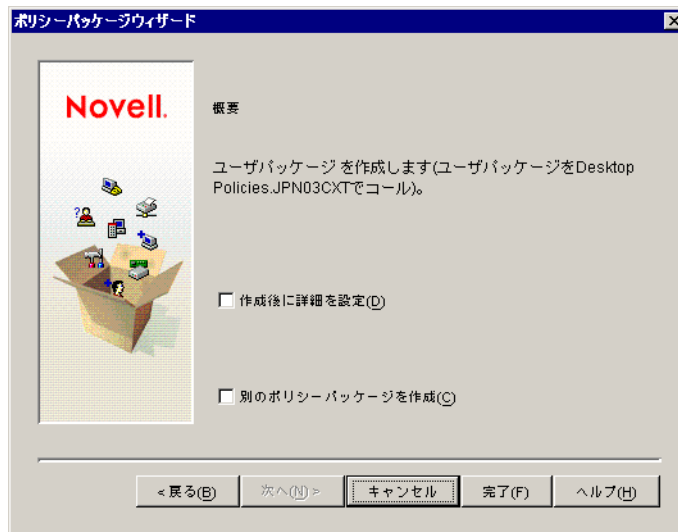 ポリシーパッケージウィザード
Novell.
概要
ユーザパッケージ を作成します(ユーザパッケージをDesktop
Policies.JPN03CXTでコール)。
作成後に詳細を設定(D)
別のポリシーパッケージを作成(C)
<戻る(B)
次へ(N)>
キャンセル
完了(F)
ヘルプ(H)